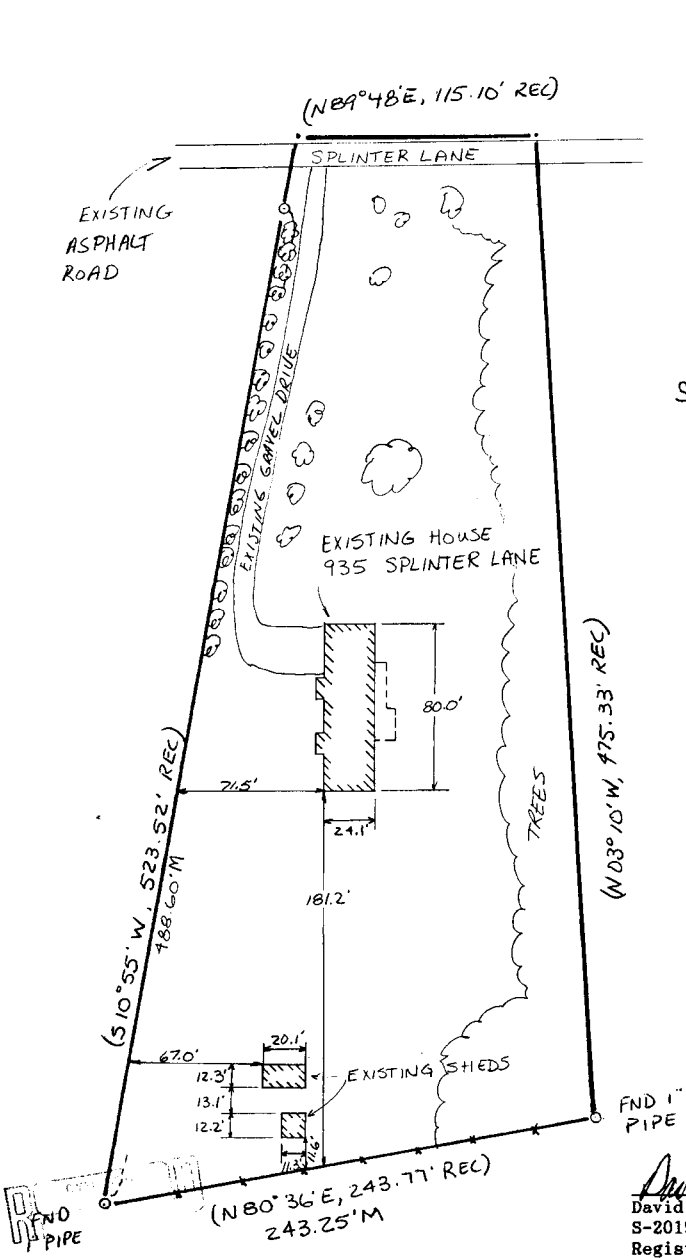 (N89°48'E, 115.10' REC)
SPLINTER LANE
EXISTING
ASPHALT
ROAD
S
EXISTING GRAVEL DRIVE
EXISTING HOUSE
935 SPLINTER LANE
80.0'
71.5'
24.1'
181.2'
TREES
(N03°10'W, 475.33' REC)
(S10°55'W, 523.52' REC)
488.60'M
67.0'
20.1'
12.3'
13.1'
12.2'
11.3'
11.6'
EXISTING SHEDS
FND 1"
PIPE
FND
1" PIPE
(N80°36'E, 243.77' REC)
243.25'M
David
S-2019
Regis